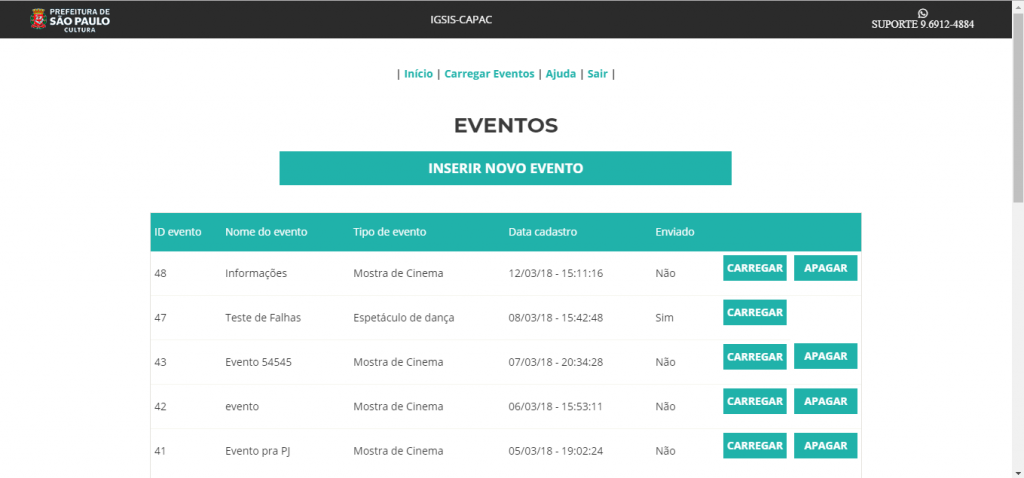 PREFEITURA DE
SÃO PAULO
CULTURA
IGSIS-CAPAC
SUPORTE 9.6912-4884
| Início | Carregar Eventos | Ajuda | Sair |
EVENTOS
INSERIR NOVO EVENTO
ID evento Nome do evento Tipo de evento Data cadastro Enviado
48 Informações Mostra de Cinema 12/03/18 - 15:11:16 Não CARREGAR APAGAR
47 Teste de Falhas Espetáculo de dança 08/03/18 - 15:42:48 Sim CARREGAR
43 Evento 54545 Mostra de Cinema 07/03/18 - 20:34:28 Não CARREGAR APAGAR
42 evento Mostra de Cinema 06/03/18 - 15:53:11 Não CARREGAR APAGAR
41 Evento pra PJ Mostra de Cinema 05/03/18 - 19:02:24 Não CARREGAR APAGAR